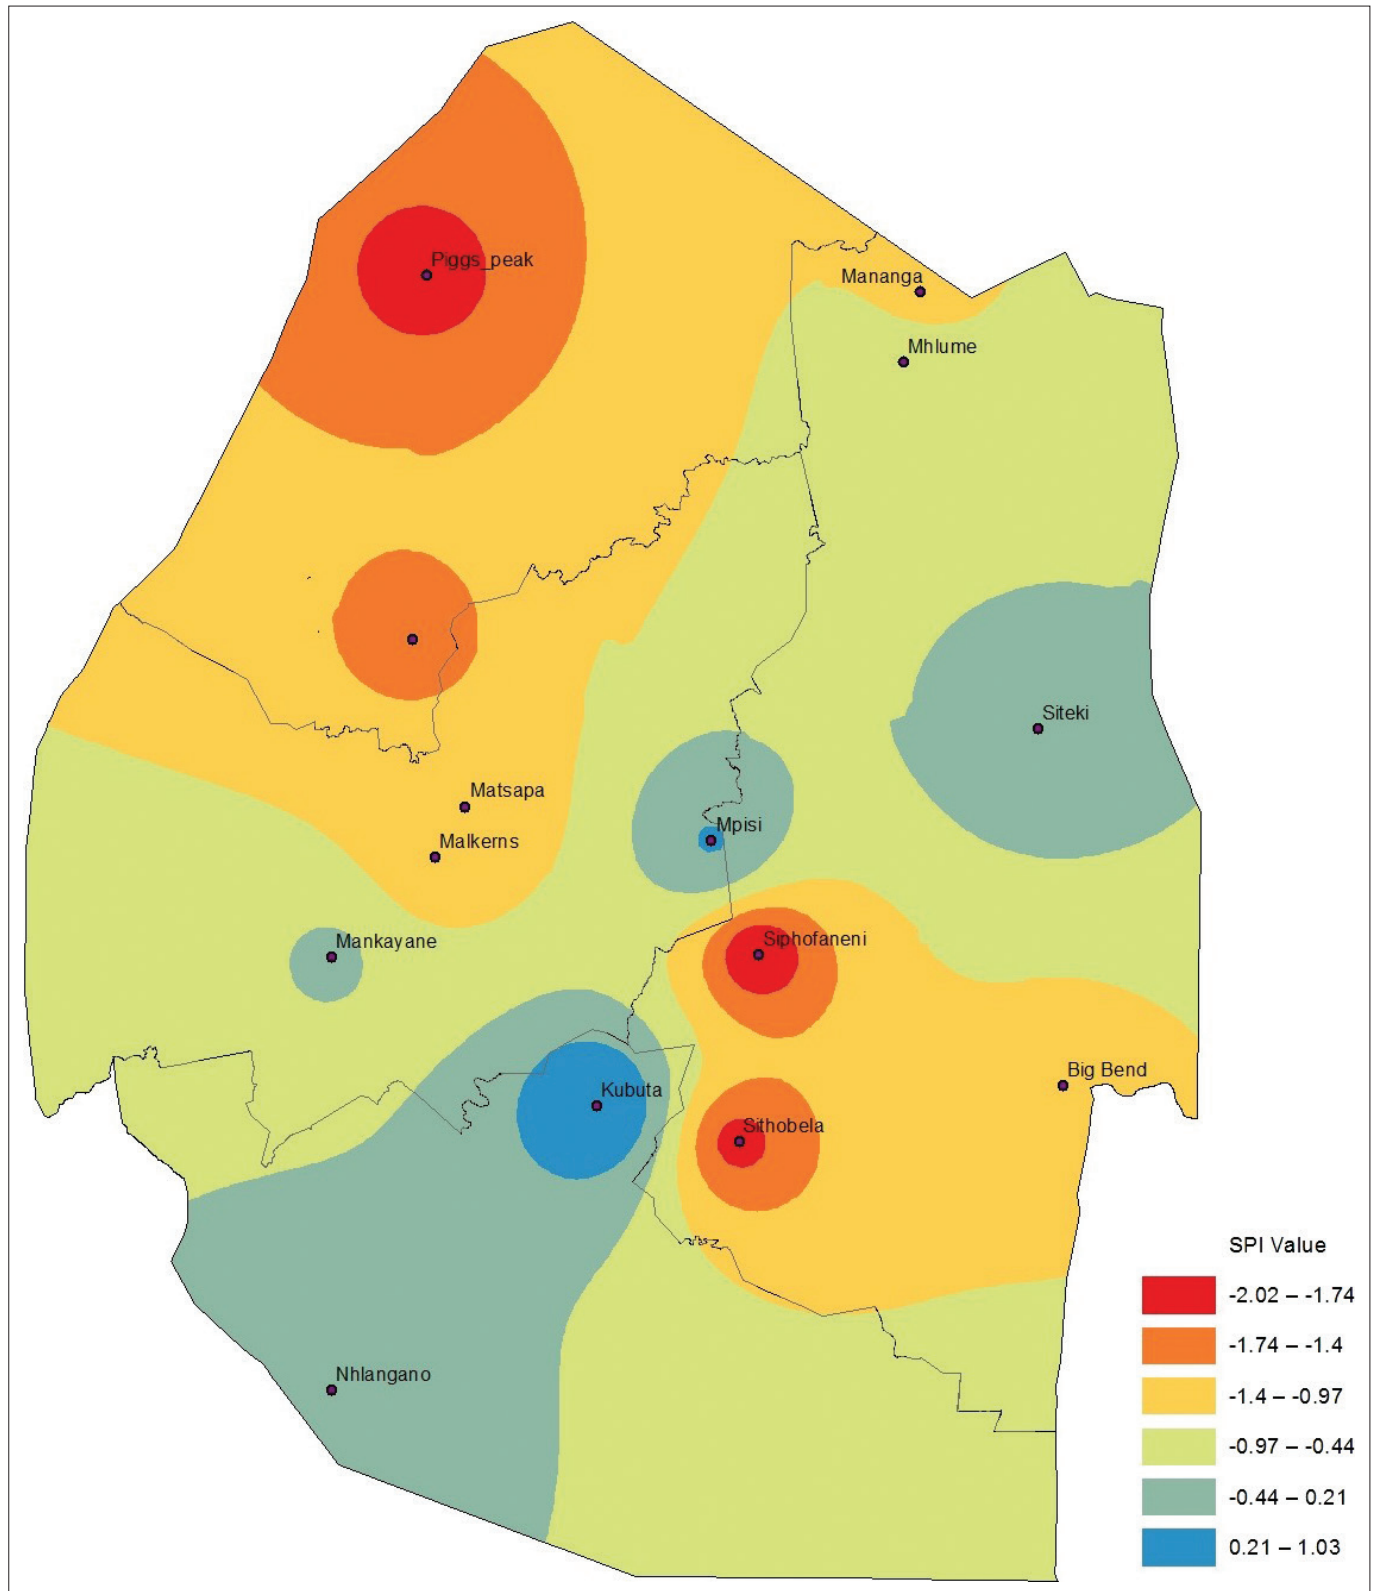 Piggs_peak
Mananga
Mhlume
Siteki
Matsapa
Mpisi
Malkerns
Mankayane
Siphofaneni
Big Bend
Kubuta
Sithobela
Nhlangano
SPI Value
-2.02 – -1.74
-1.74 – -1.4
-1.4 – -0.97
-0.97 – -0.44
-0.44 – 0.21
0.21 – 1.03